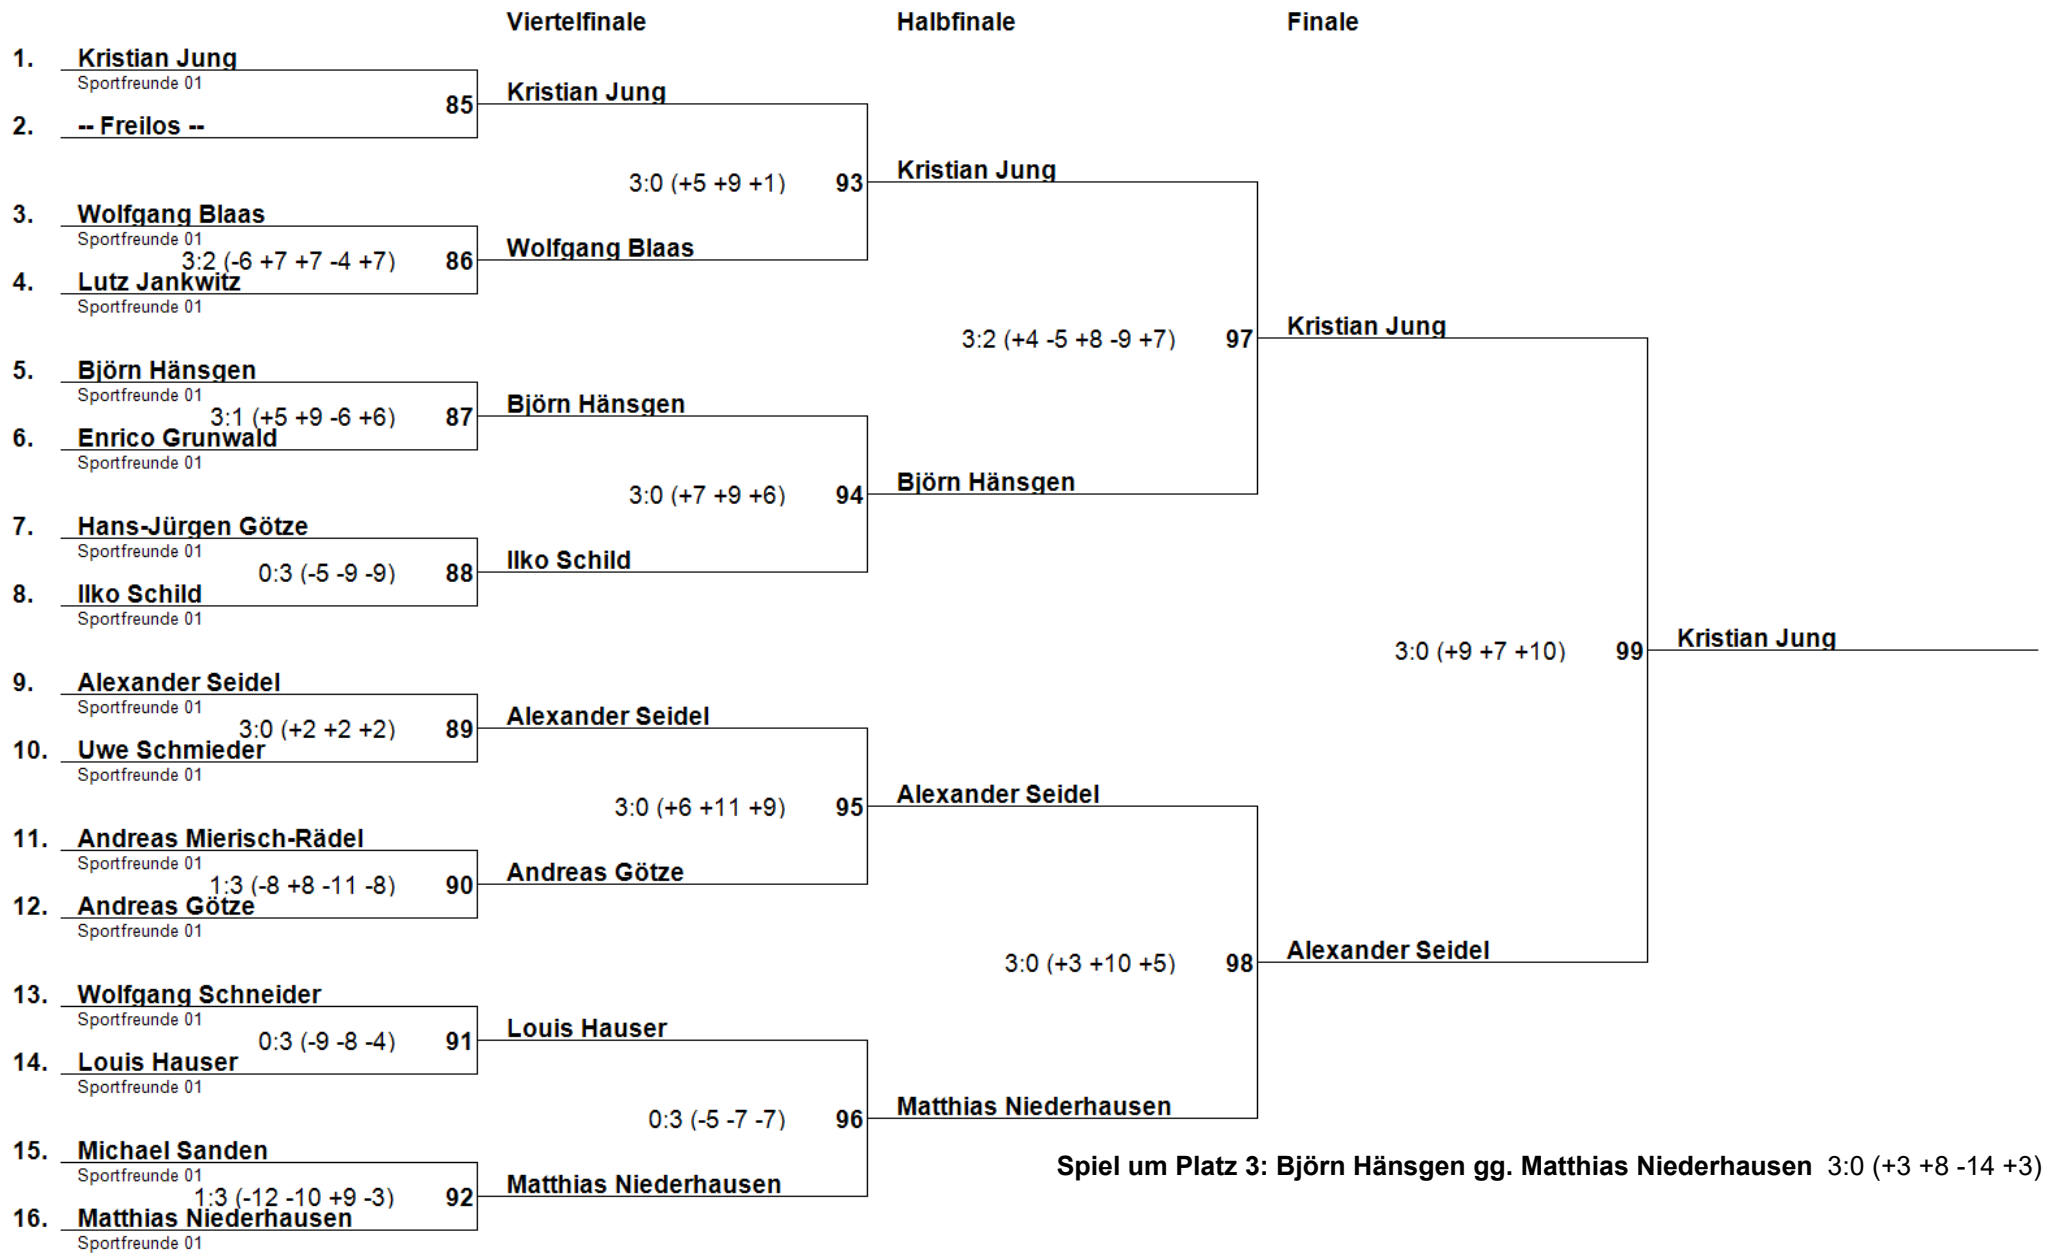 Viertelfinale Halbfinale Finale
1. Kristian Jung
Sportfreunde 01
85 Kristian Jung
2. -- Freilos --
3:0 (+5 +9 +1) 93 Kristian Jung
3. Wolfgang Blaas
Sportfreunde 01
3:2 (-6 +7 +7 -4 +7) 86 Wolfgang Blaas
4. Lutz Jankwitz
Sportfreunde 01
3:2 (+4 -5 +8 -9 +7) 97 Kristian Jung
5. Björn Hänsgen
Sportfreunde 01
3:1 (+5 +9 -6 +6) 87 Björn Hänsgen
6. Enrico Grunwald
Sportfreunde 01
3:0 (+7 +9 +6) 94 Björn Hänsgen
7. Hans-Jürgen Götze
Sportfreunde 01
0:3 (-5 -9 -9) 88 Ilko Schild
8. Ilko Schild
Sportfreunde 01
3:0 (+9 +7 +10) 99 Kristian Jung
9. Alexander Seidel
Sportfreunde 01
3:0 (+2 +2 +2) 89 Alexander Seidel
10. Uwe Schmieder
Sportfreunde 01
3:0 (+6 +11 +9) 95 Alexander Seidel
11. Andreas Mierisch-Rädel
Sportfreunde 01
1:3 (-8 +8 -11 -8) 90 Andreas Götze
12. Andreas Götze
Sportfreunde 01
3:0 (+3 +10 +5) 98 Alexander Seidel
13. Wolfgang Schneider
Sportfreunde 01
0:3 (-9 -8 -4) 91 Louis Hauser
14. Louis Hauser
Sportfreunde 01
0:3 (-5 -7 -7) 96 Matthias Niederhausen
15. Michael Sanden
Sportfreunde 01
1:3 (-12 -10 +9 -3) 92 Matthias Niederhausen
16. Matthias Niederhausen
Sportfreunde 01
Spiel um Platz 3: Björn Hänsgen gg. Matthias Niederhausen 3:0 (+3 +8 -14 +3)